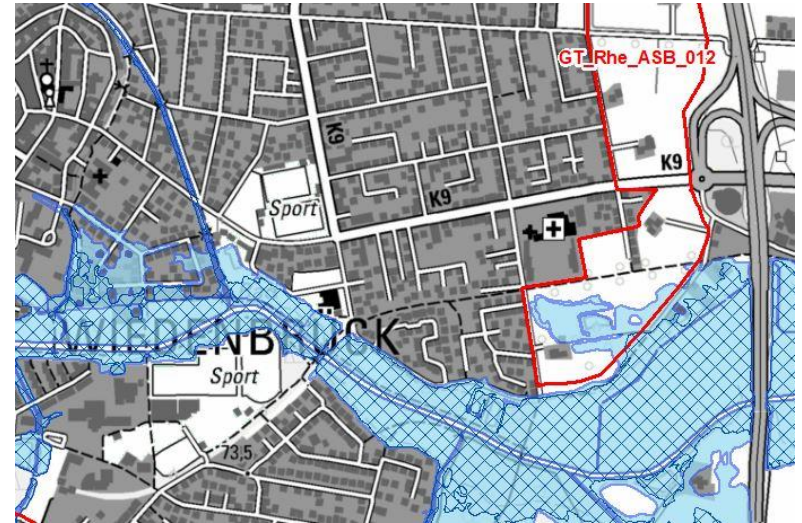 GT_Rhe_ASB_012
K9
K9
K9
Sport
WIEDENBRÜCK
Sport
73,5